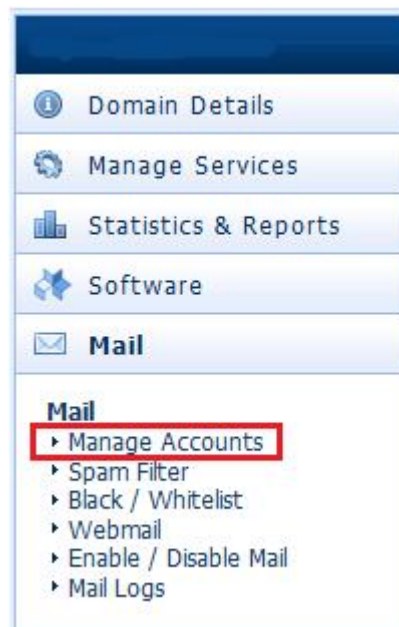 Domain Details
Manage Services
Statistics & Reports
Software
Mail
Mail
Manage Accounts
Spam Filter
Black / Whitelist
Webmail
Enable / Disable Mail
Mail Logs